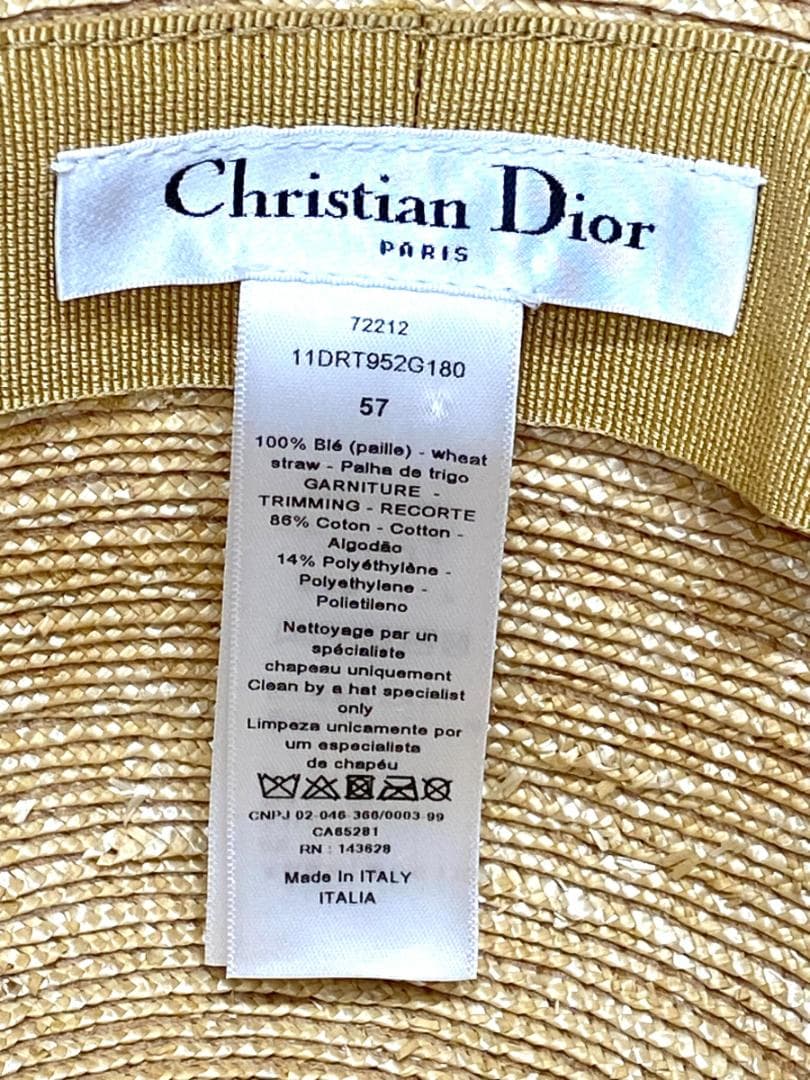 Christian Dior
PARIS
72212
11DRT952G180
57
100% Blé (paille) - wheat
straw - Palha de trigo
GARNITURE -
TRIMMING - RECORTE
86% Coton - Cotton -
Algodão
14% Polyéthylène -
Polyethylene -
Polietileno
Nettoyage par un
spécialiste
chapeau uniquement
Clean by a hat specialist
only
Limpeza unicamente por
um especialista
de chapéu
CNPJ 02-046-366/0003-99
CA65281
RN : 143628
Made In ITALY
ITALIA